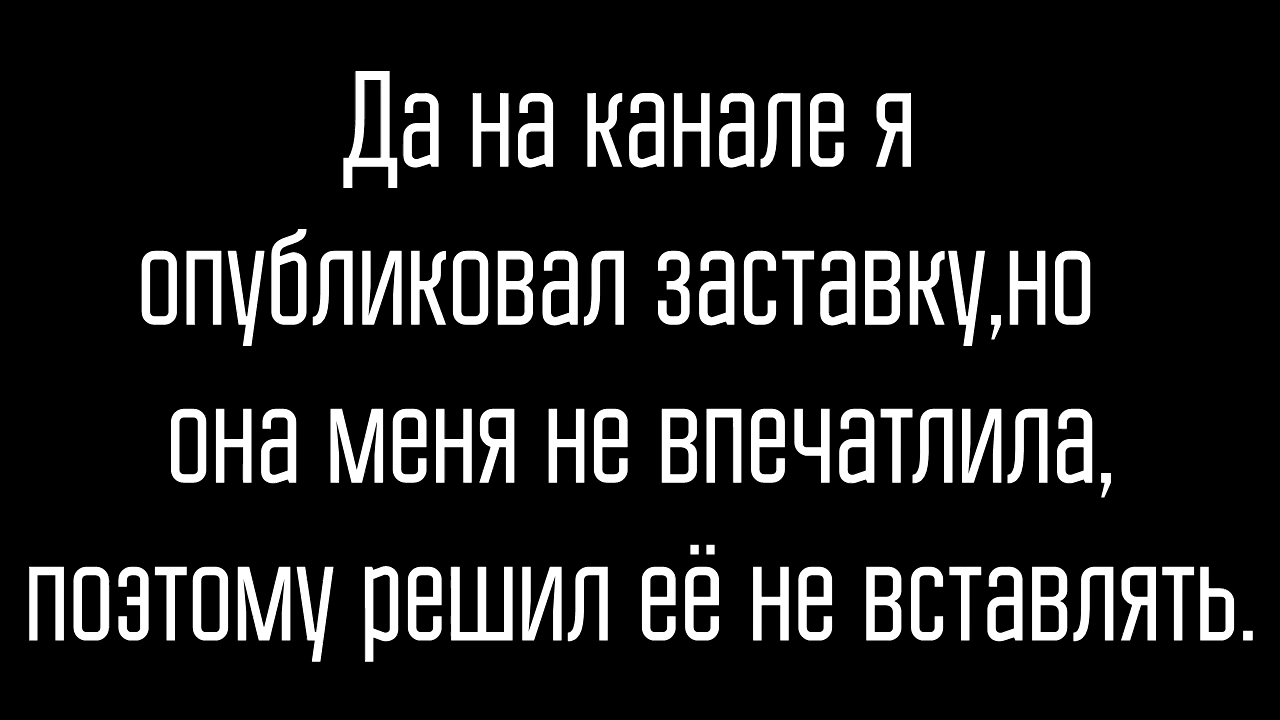 Да на канале я
опубликовал заставку,но
она меня не впечатлила,
поэтому решил её не вставлять.